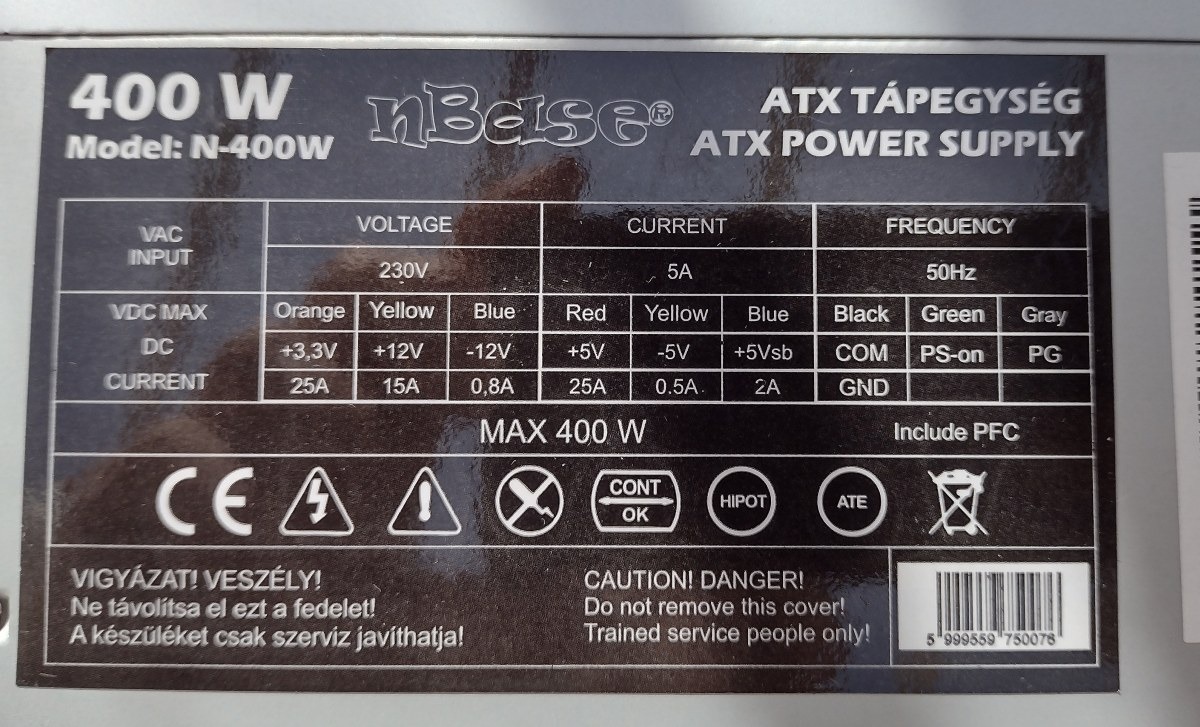 400 W
Model: N-400W
nBase®
ATX TÁPEGYSÉG
ATX POWER SUPPLY
VAC INPUT VOLTAGE CURRENT FREQUENCY
230V 5A 50Hz
VDC MAX Orange Yellow Blue Red Yellow Blue Black Green Gray
DC +3,3V +12V -12V +5V -5V +5Vsb COM PS-on PG
CURRENT 25A 15A 0,8A 25A 0.5A 2A GND
MAX 400 W Include PFC
CE CONT OK HIPOT ATE
VIGYÁZAT! VESZÉLY!
Ne távolítsa el ezt a fedelet!
A készüléket csak szerviz javíthatja!
CAUTION! DANGER!
Do not remove this cover!
Trained service people only!
5 999559 750078